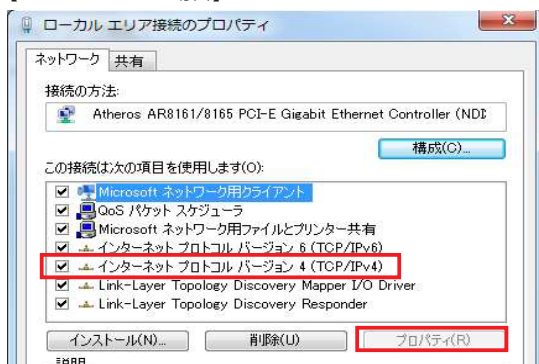 ローカル エリア接続のプロパティ
ネットワーク 共有
接続の方法:
Atheros AR8161/8165 PCI-E Gigabit Ethernet Controller (NDI
構成(C)...
この接続は次の項目を使用します(O):
Microsoft ネットワーク用クライアント
QoS パケット スケジューラ
Microsoft ネットワーク用ファイルとプリンター共有
インターネット プロトコル バージョン 6 (TCP/IPv6)
インターネット プロトコル バージョン 4 (TCP/IPv4)
Link-Layer Topology Discovery Mapper I/O Driver
Link-Layer Topology Discovery Responder
インストール(N)... 削除(U) プロパティ(R)
説明